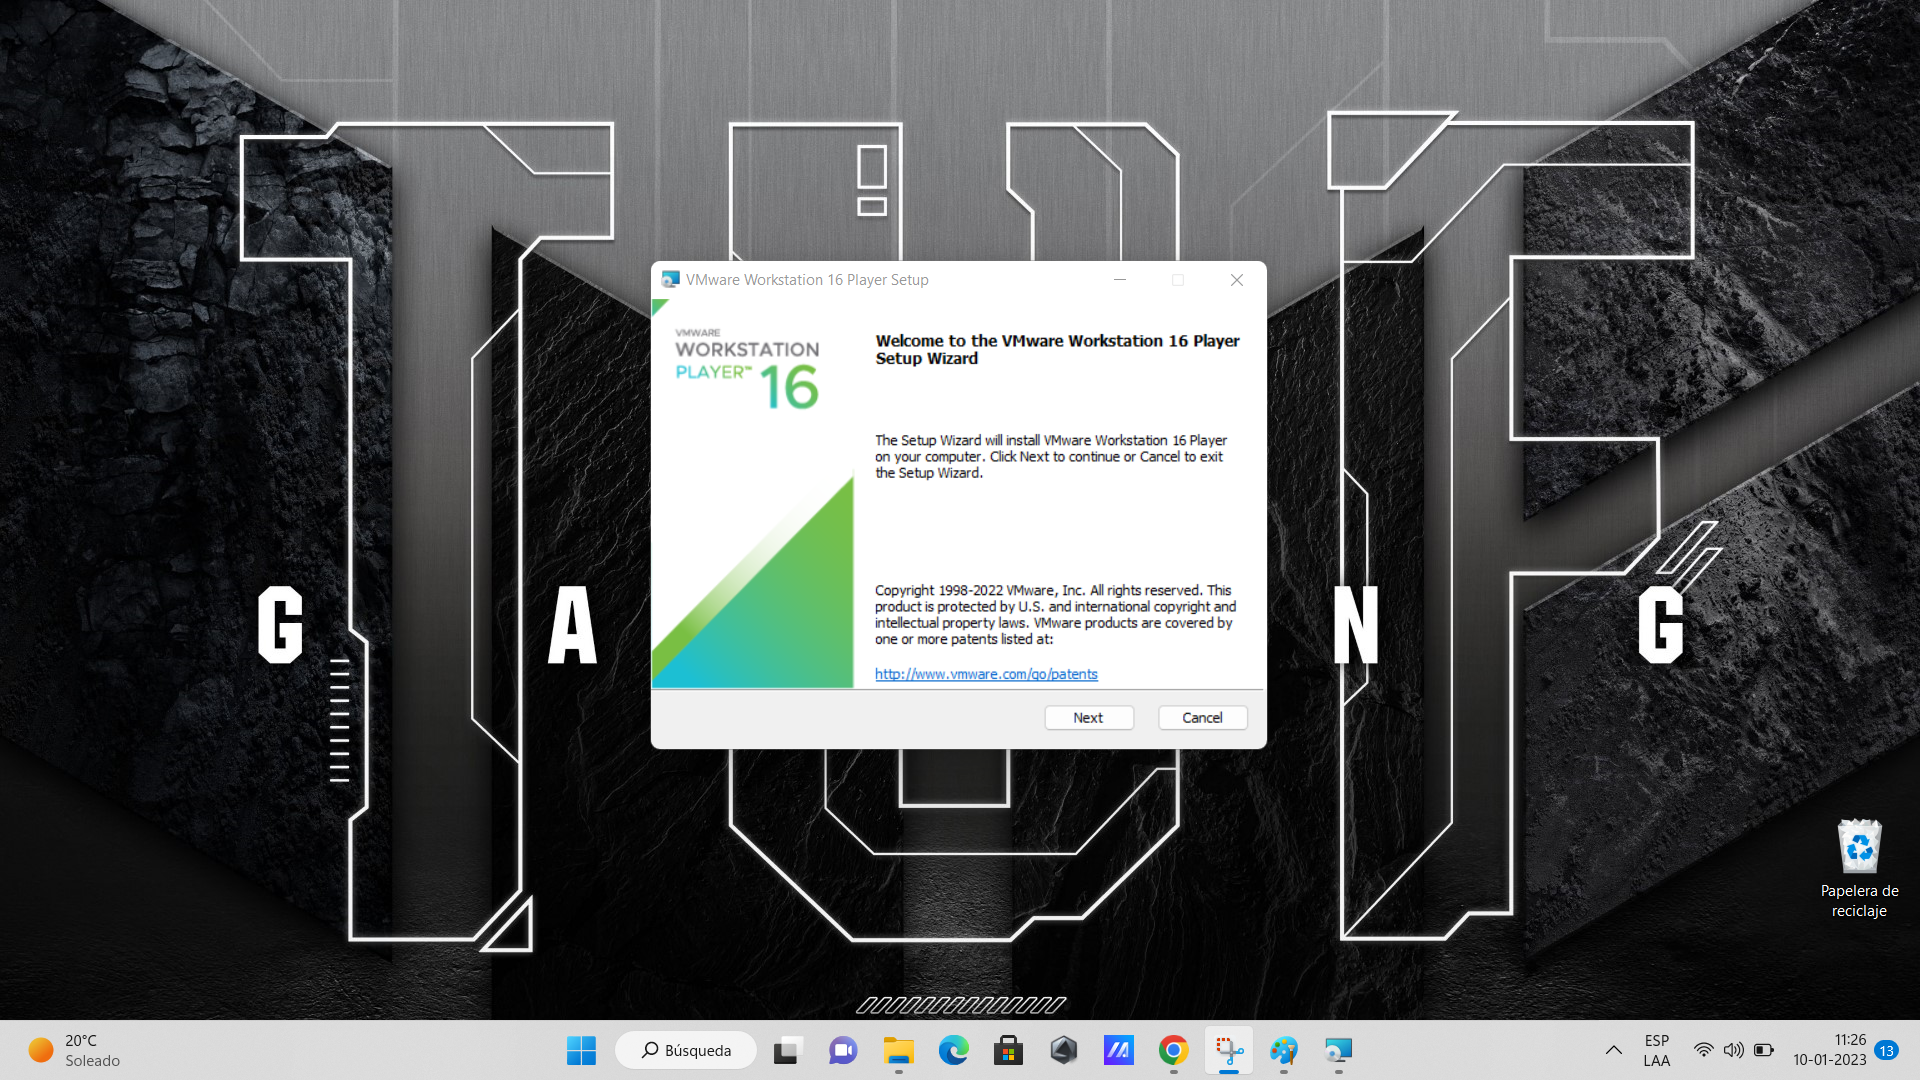 VMware Workstation 16 Player Setup
VMWARE
WORKSTATION
PLAYER™ 16
Welcome to the VMware Workstation 16 Player
Setup Wizard
The Setup Wizard will install VMware Workstation 16 Player
on your computer. Click Next to continue or Cancel to exit
the Setup Wizard.
Copyright 1998-2022 VMware, Inc. All rights reserved. This
product is protected by U.S. and international copyright and
intellectual property laws. VMware products are covered by
one or more patents listed at:
http://www.vmware.com/go/patents
Next
Cancel
G A N G
Papelera de
reciclaje
20°C
Soleado
Búsqueda
ESP
LAA
11:26
10-01-2023
13